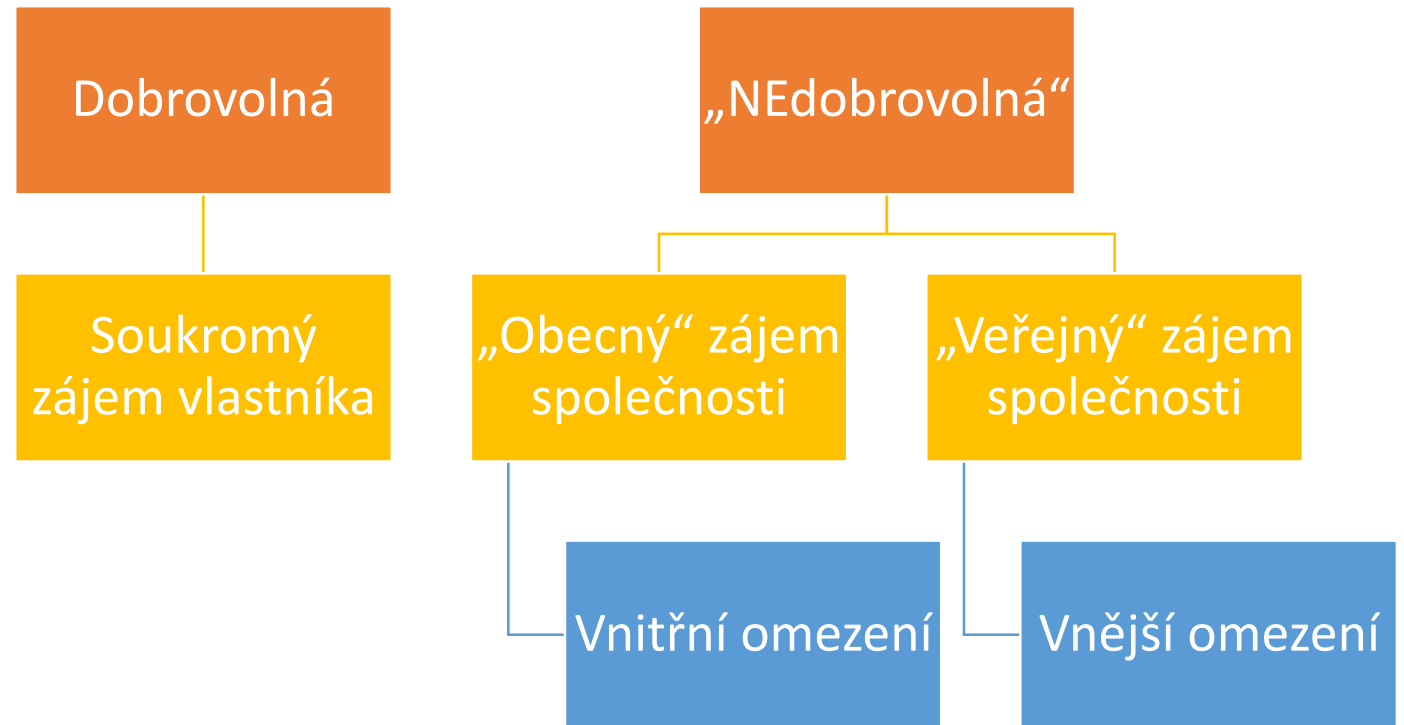 Dobrovolná
„NEdobrovolná“
Soukromý
zájem vlastníka
„Obecný“ zájem
společnosti
„Veřejný“ zájem
společnosti
Vnitřní omezení
Vnější omezení